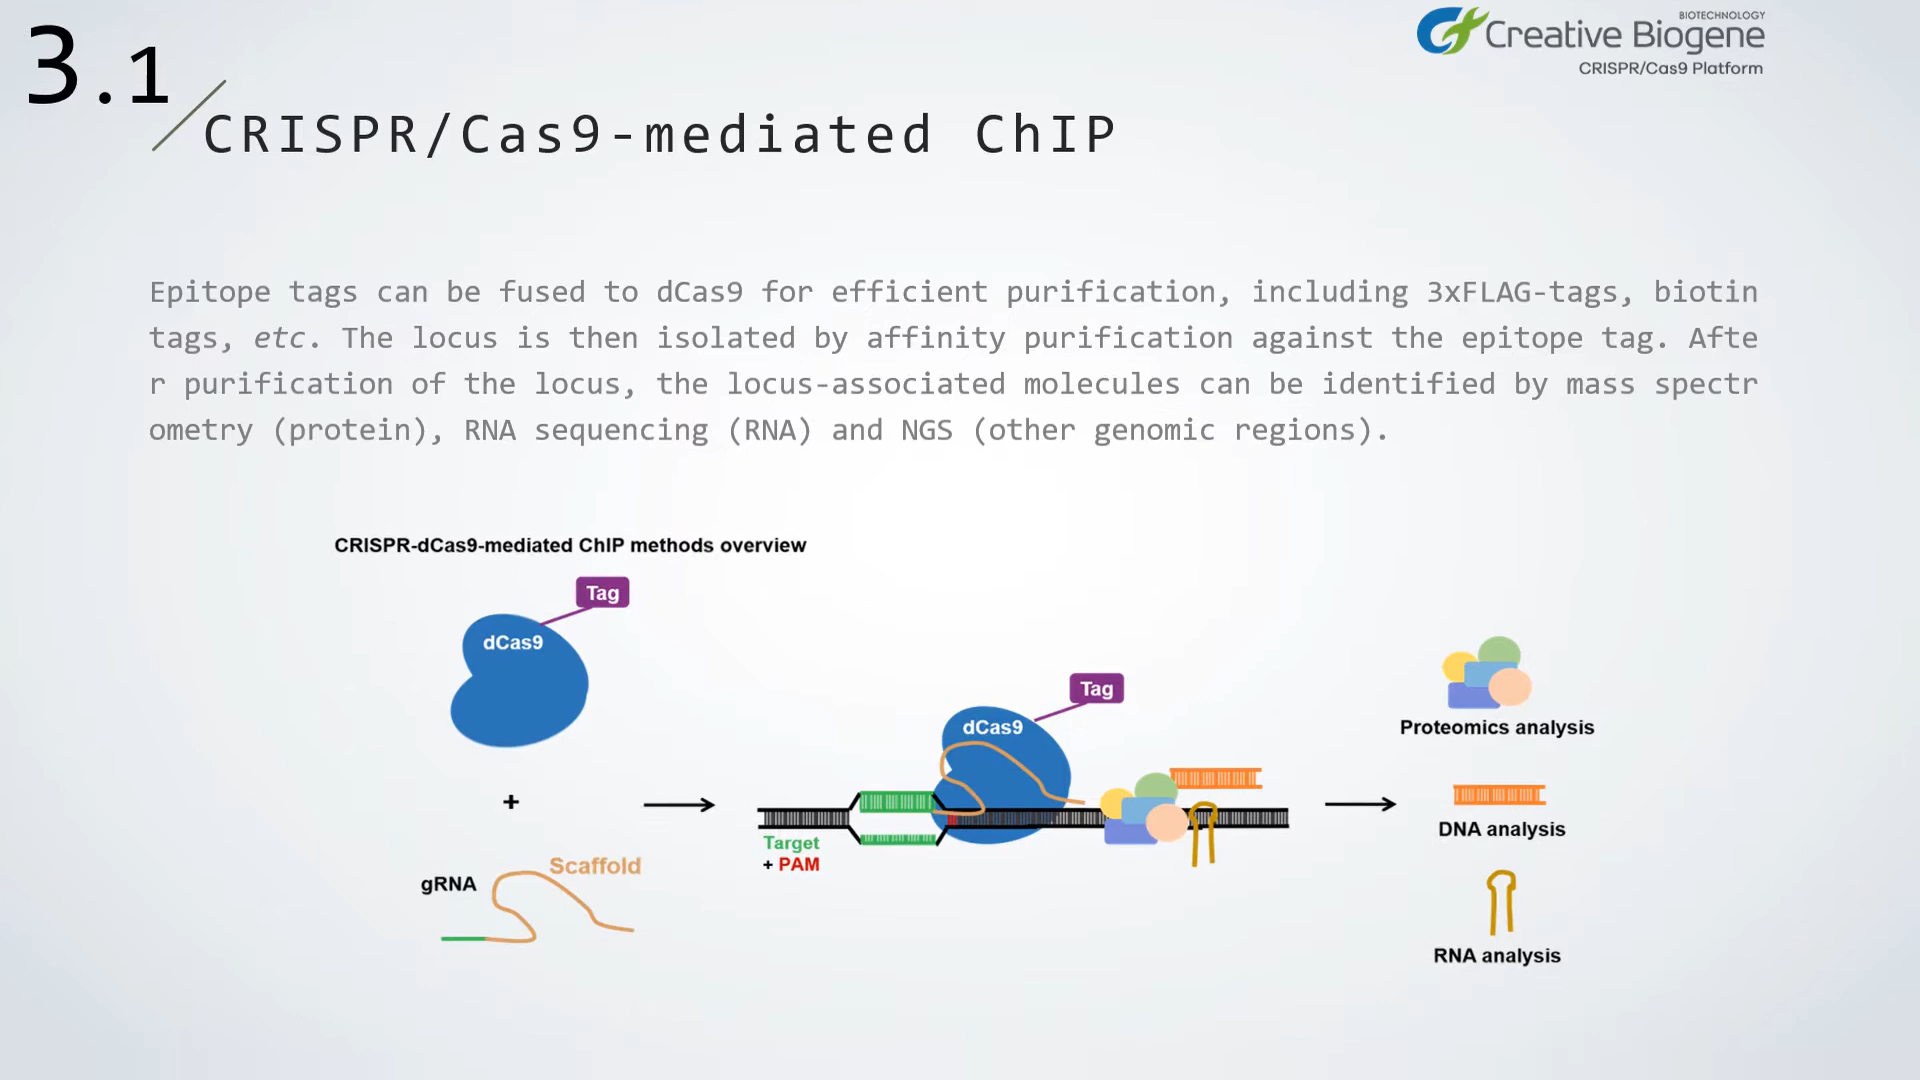 3.1
BIOTECHNOLOGY
Creative Biogene
CRISPR/Cas9 Platform
CRISPR/Cas9-mediated ChIP
Epitope tags can be fused to dCas9 for efficient purification, including 3xFLAG-tags, biotin
tags, etc. The locus is then isolated by affinity purification against the epitope tag. Afte
r purification of the locus, the locus-associated molecules can be identified by mass spectr
ometry (protein), RNA sequencing (RNA) and NGS (other genomic regions).
CRISPR-dCas9-mediated ChIP methods overview
Tag
dCas9
+
gRNA
Scaffold
Tag
dCas9
Target
+ PAM
Proteomics analysis
DNA analysis
RNA analysis